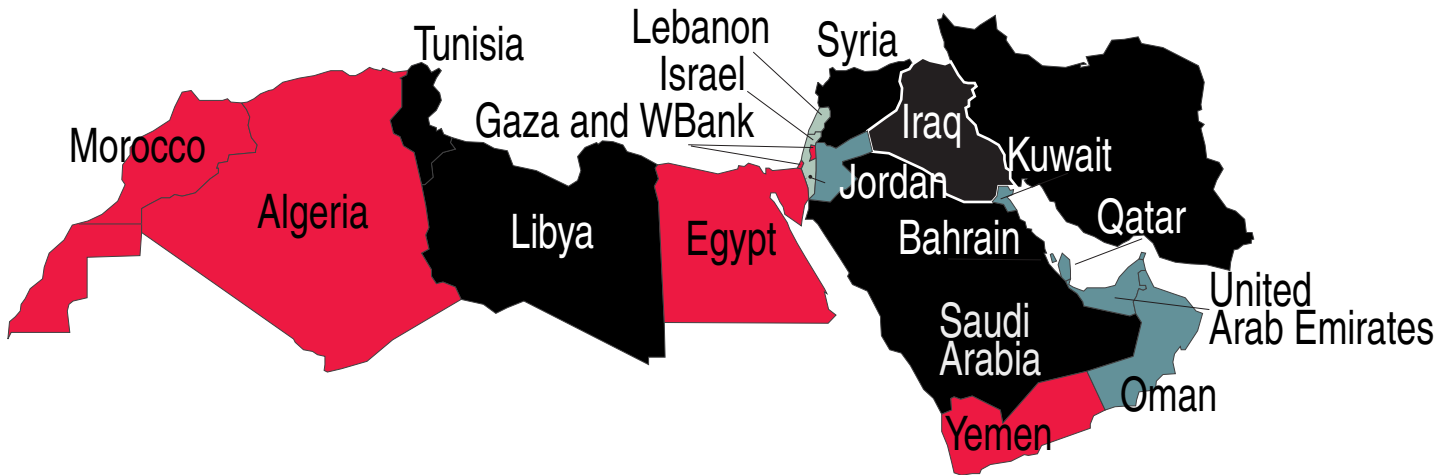 Tunisia
Lebanon
Syria
Israel
Gaza and WBank
Iraq
Morocco
Kuwait
Jordan
Algeria
Libya
Egypt
Bahrain
Qatar
United
Arab Emirates
Saudi
Arabia
Oman
Yemen